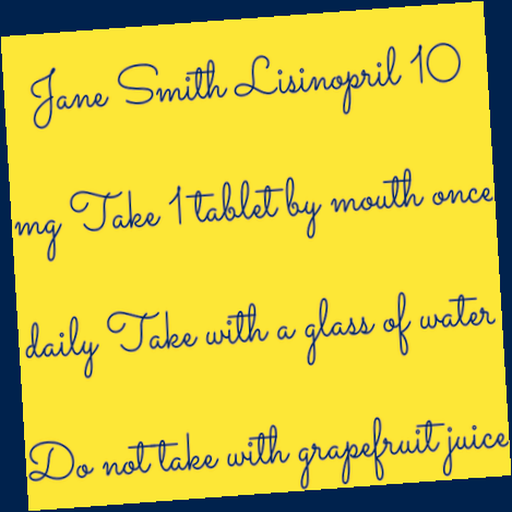 Jane Smith Lisinopril 10
mg Take 1 tablet by mouth once
daily Take with a glass of water
Do not take with grapefruit juice